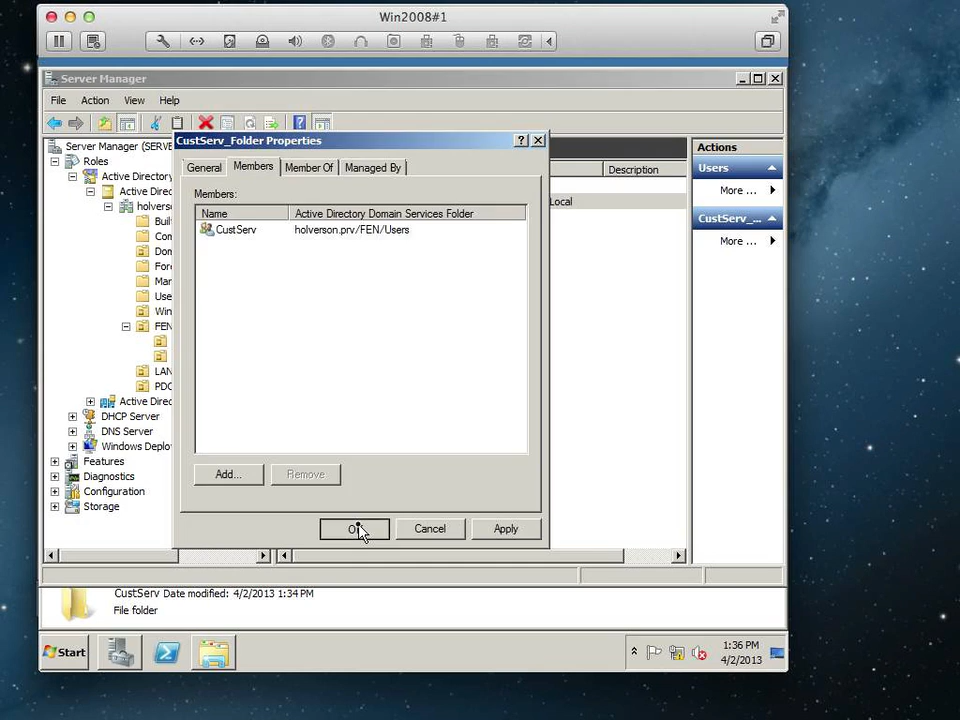 Win2008#1
Server Manager
File Action View Help
CustServ_Folder Properties
General Members Member Of Managed By
Members:
Name Active Directory Domain Services Folder
CustServ holverson.prv/FEN/Users
Add... Remove
Cancel Apply
Server Manager (SERVE
Roles
Active Directory
Active Direc
holvers
Buil
Com
Dom
Fore
Man
Use
Win
FEN
LAN
PDC
Active Direc
DHCP Server
DNS Server
Windows Deplo
Features
Diagnostics
Configuration
Storage
Description
Local
Actions
Users
More ...
CustServ_...
More ...
CustServ Date modified: 4/2/2013 1:34 PM
File folder
Start
1:36 PM
4/2/2013